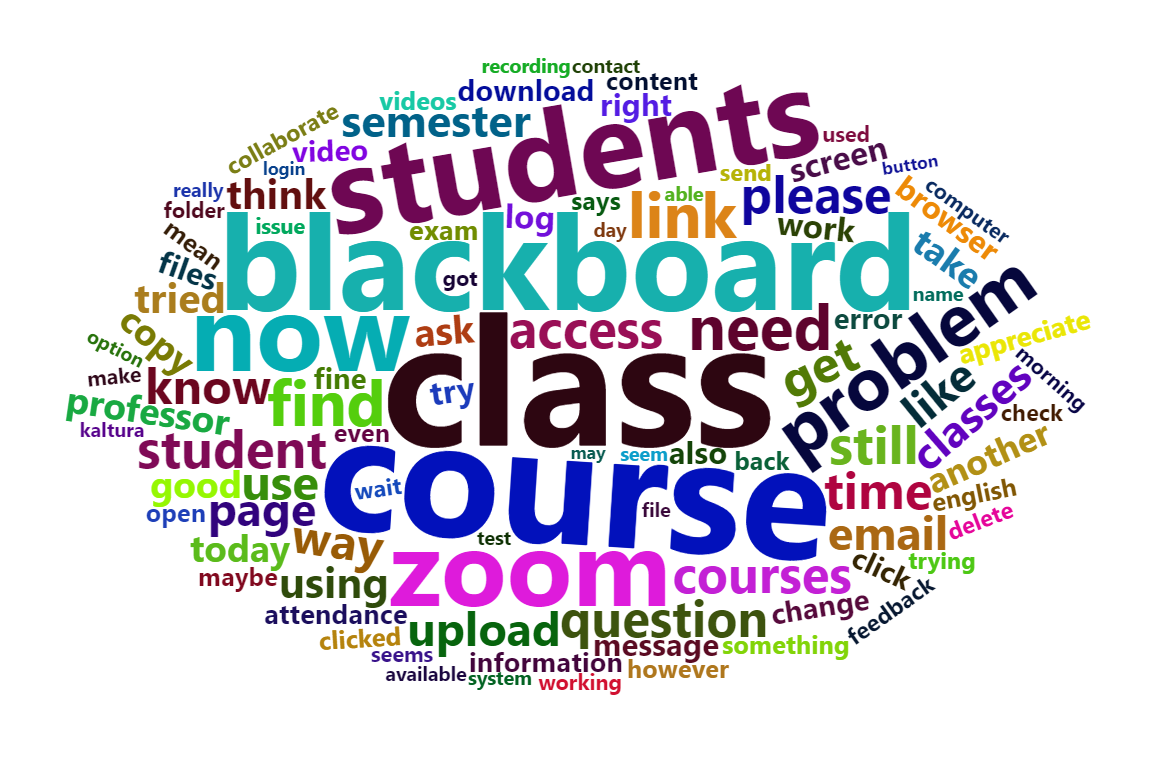 recording contact
videos download content
right
collaborate semester students used
login video screen button
really think send
folder says able please browser computer
issue exam log day link work
mean blackboard take
files got
tried name
copy now ask access need error problem appreciate
option know fine try get like morning
make find class classes check
professor
kaltura even
student may seem also back still another
good use wait course time english
open page file email delete
today way test
maybe using zoom courses click trying
attendance change feedback
clicked upload question
seems message something
information however
available system working